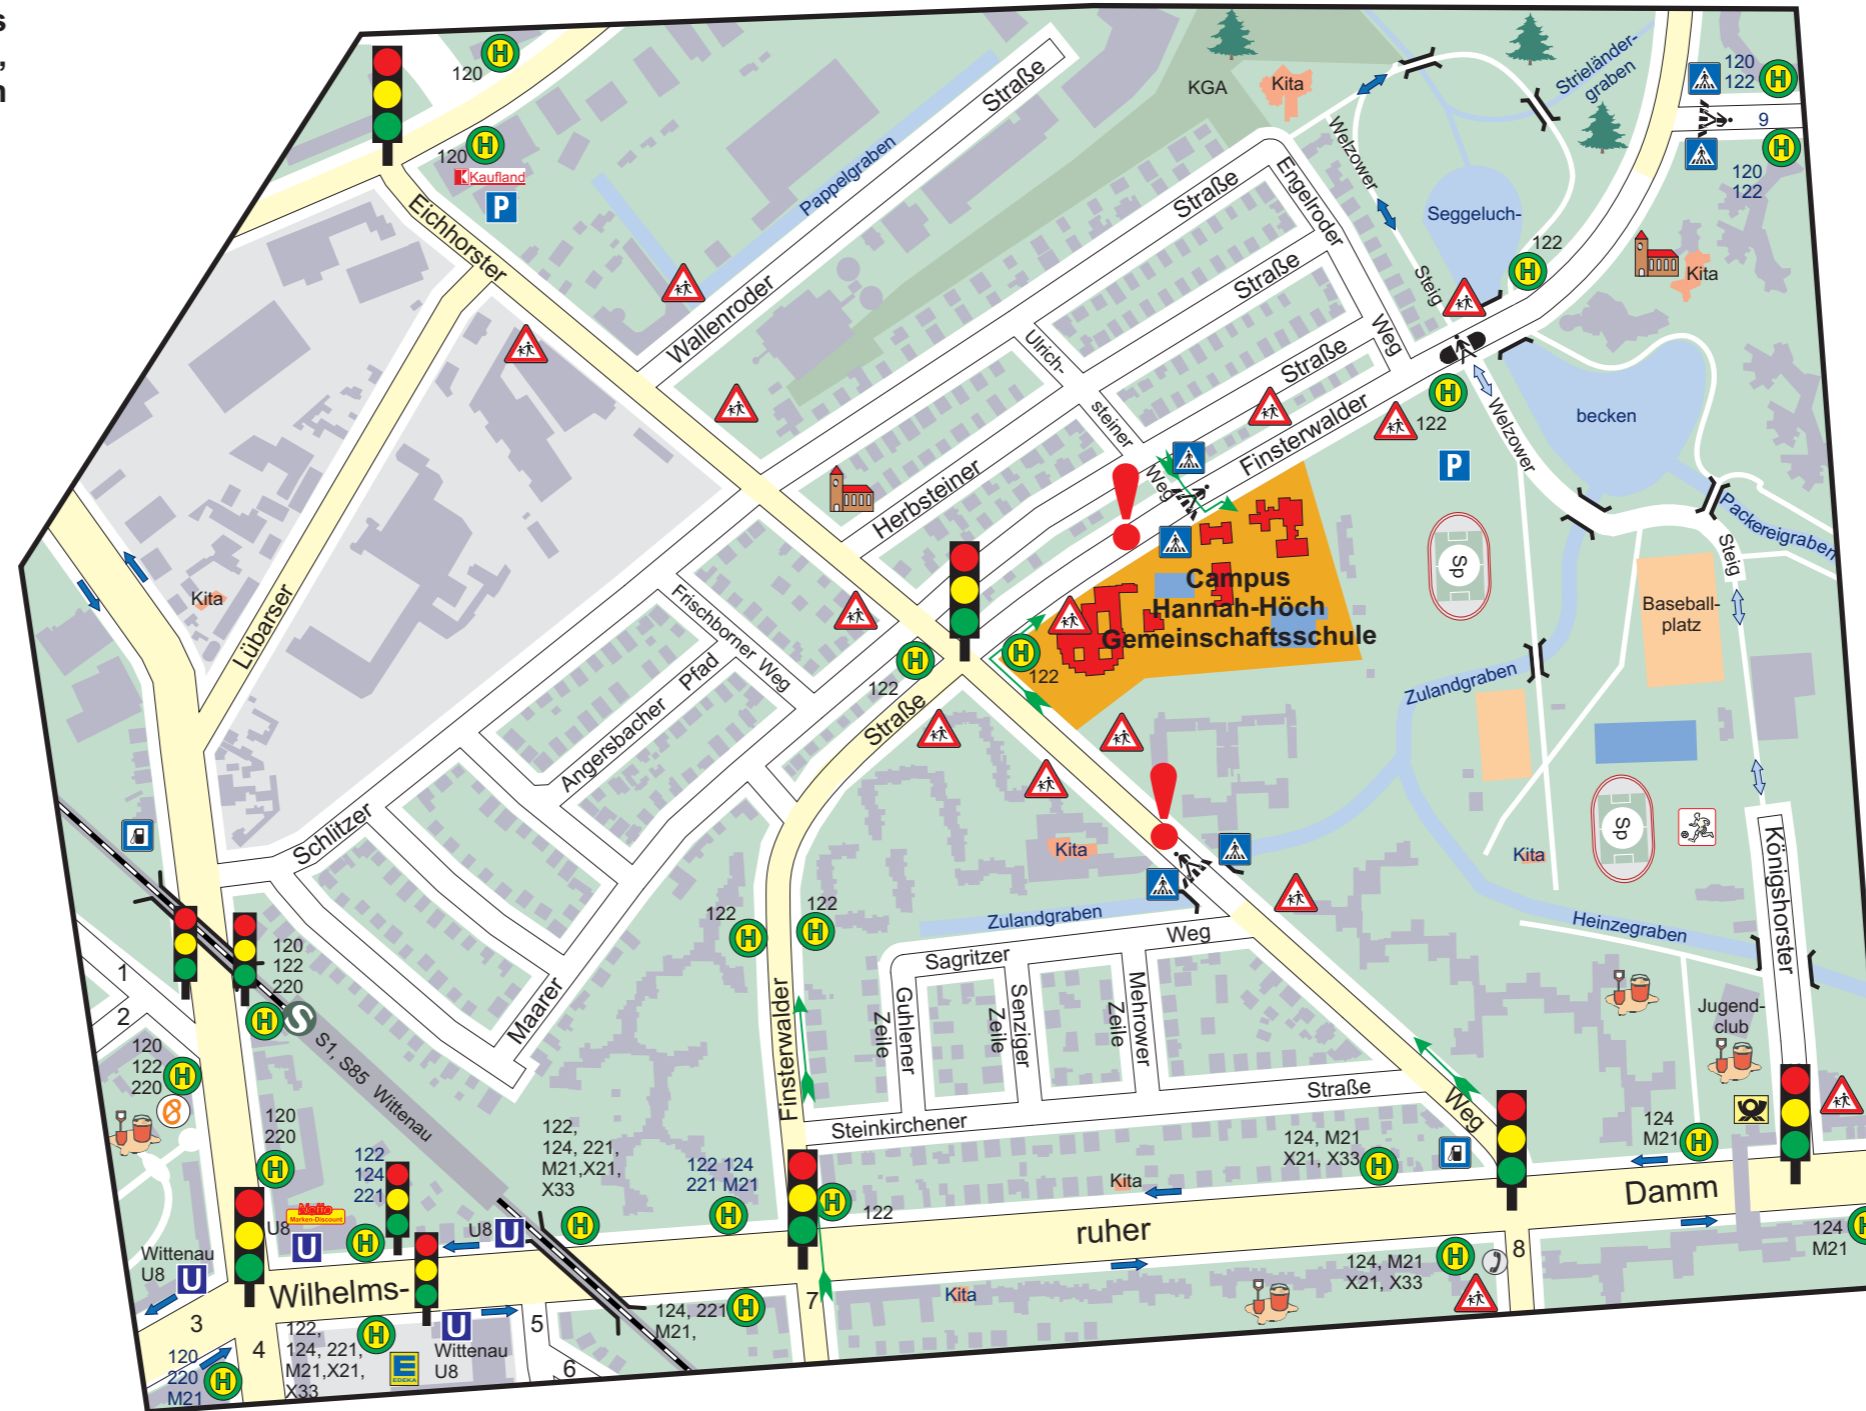 s
,
n
120
H
120
H
Kaufland
P
Eichhorster
Pappelgraben
Straße
Wallenroder
KGA
Kita
Strieländer-
graben
120
122
H
9
H
120
122
Welzower
Steig
Seggeluch-
122
H
Kita
Straße
Engelroder
Weg
Straße
Ulrich-
steiner
Weg
Straße
Finsterwalder
H
122
P
Welzower
becken
Packereigraben
Steig
Herbsteiner
Sp
Baseball-
platz
Campus
Hannah-Höch
Gemeinschaftsschule
H
122
H
122
Kita
Lübarser
Frischborner Weg
Angersbacher Pfad
Straße
Zulandgraben
Schlitzer
Kita
Sp
Kita
Königshorster
Maarer
122
H
122
H
Zulandgraben
Weg
Sagritzer
Heinzegraben
Guhlener
Zeile
Senziger
Zeile
Mehrower
Zeile
Finsterwalder
Jugend-
club
1
2
120
122
220
H
S
S1, S85 Wittenau
120
122
220
H
120
220
H
Steinkirchener
Straße
Weg
122
124
221
H
122,
124, 221,
M21,X21,
X33
H
122 124
221 M21
H
H
122
Kita
124, M21
X21, X33
H
124
M21
H
Netto
Marken-Discount
U8
U
U8
U
Wittenau
U8
U
Wilhelms-
ruher
Damm
3
4
5
6
7
8
120
220
M21
H
122,
124, 221,
M21,X21,
X33
H
E
EDEKA
U
Wittenau
U8
124, 221
M21,
H
Kita
124, M21
X21, X33
H
124
M21
H